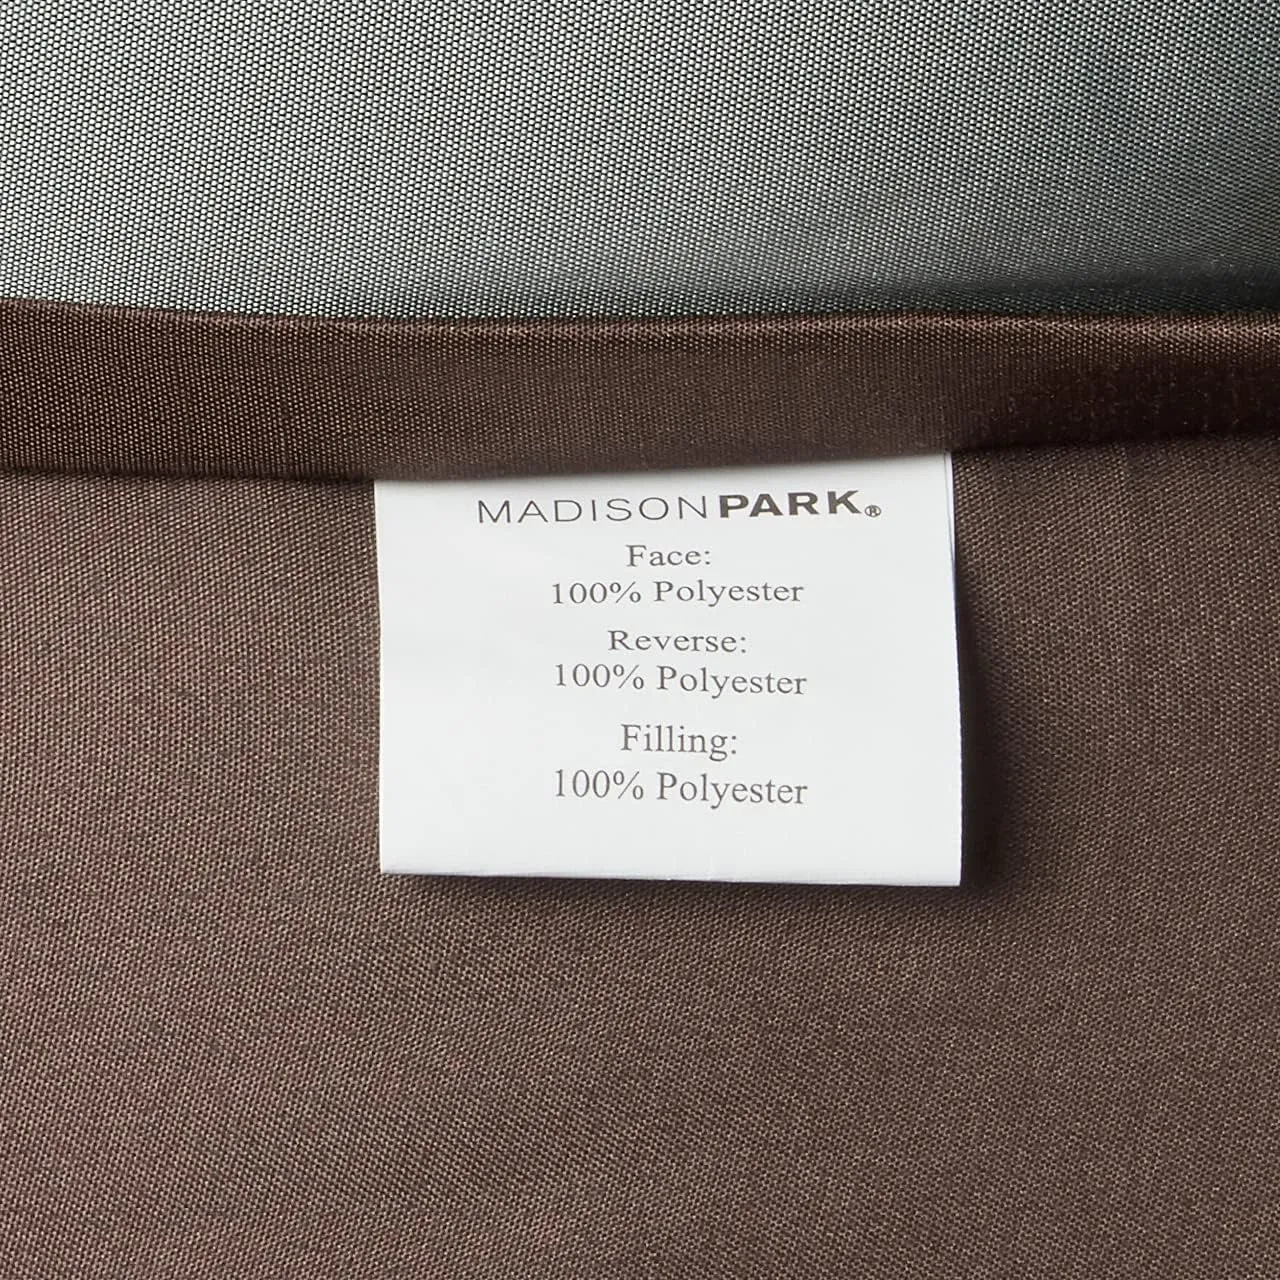 MADISONPARK®
Face:
100% Polyester
Reverse:
100% Polyester
Filling:
100% Polyester